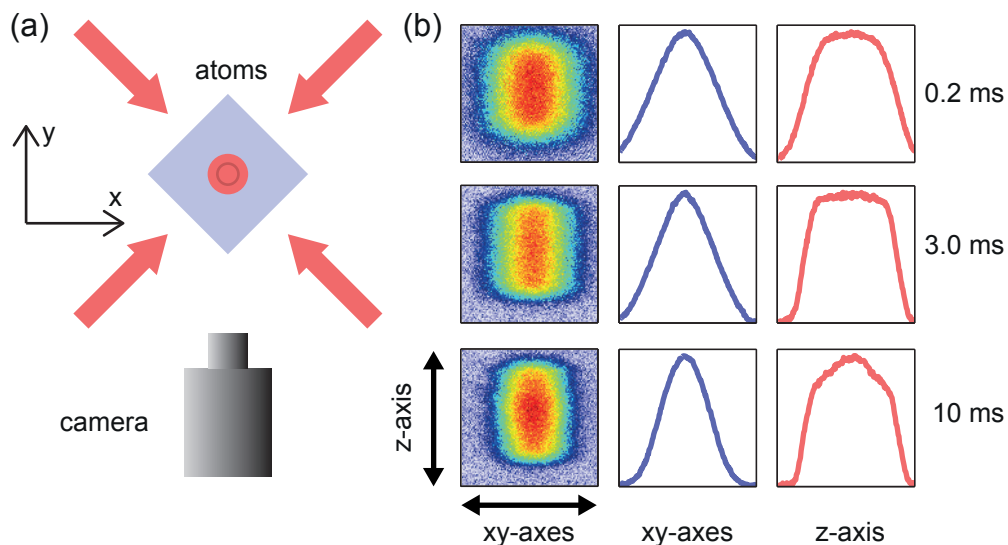 (a)
atoms
y
x
camera
(b)
0.2 ms
3.0 ms
10 ms
z-axis
xy-axes
xy-axes
z-axis